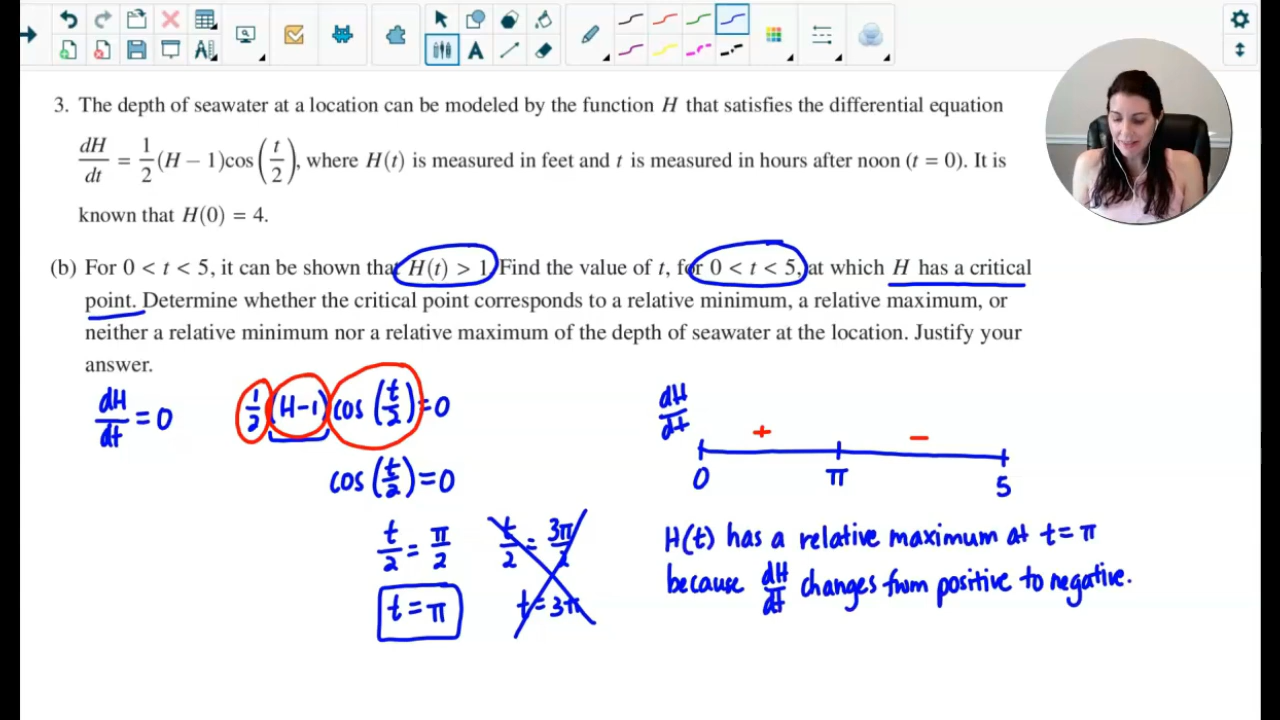 3. The depth of seawater at a location can be modeled by the function H that satisfies the differential equation
dH/dt = 1/2 (H − 1)cos(t/2), where H(t) is measured in feet and t is measured in hours after noon (t = 0). It is
known that H(0) = 4.
(b) For 0 < t < 5, it can be shown that H(t) > 1. Find the value of t, for 0 < t < 5, at which H has a critical
point. Determine whether the critical point corresponds to a relative minimum, a relative maximum, or
neither a relative minimum nor a relative maximum of the depth of seawater at the location. Justify your
answer.
dH/dt = 0
1/2 (H-1) cos(t/2) = 0
cos(t/2) = 0
t/2 = π/2
t = π
t/2 = 3π/2
t = 3π
dH/dt
+ −
0 π 5
H(t) has a relative maximum at t = π
because dH/dt changes from positive to negative.
A
A